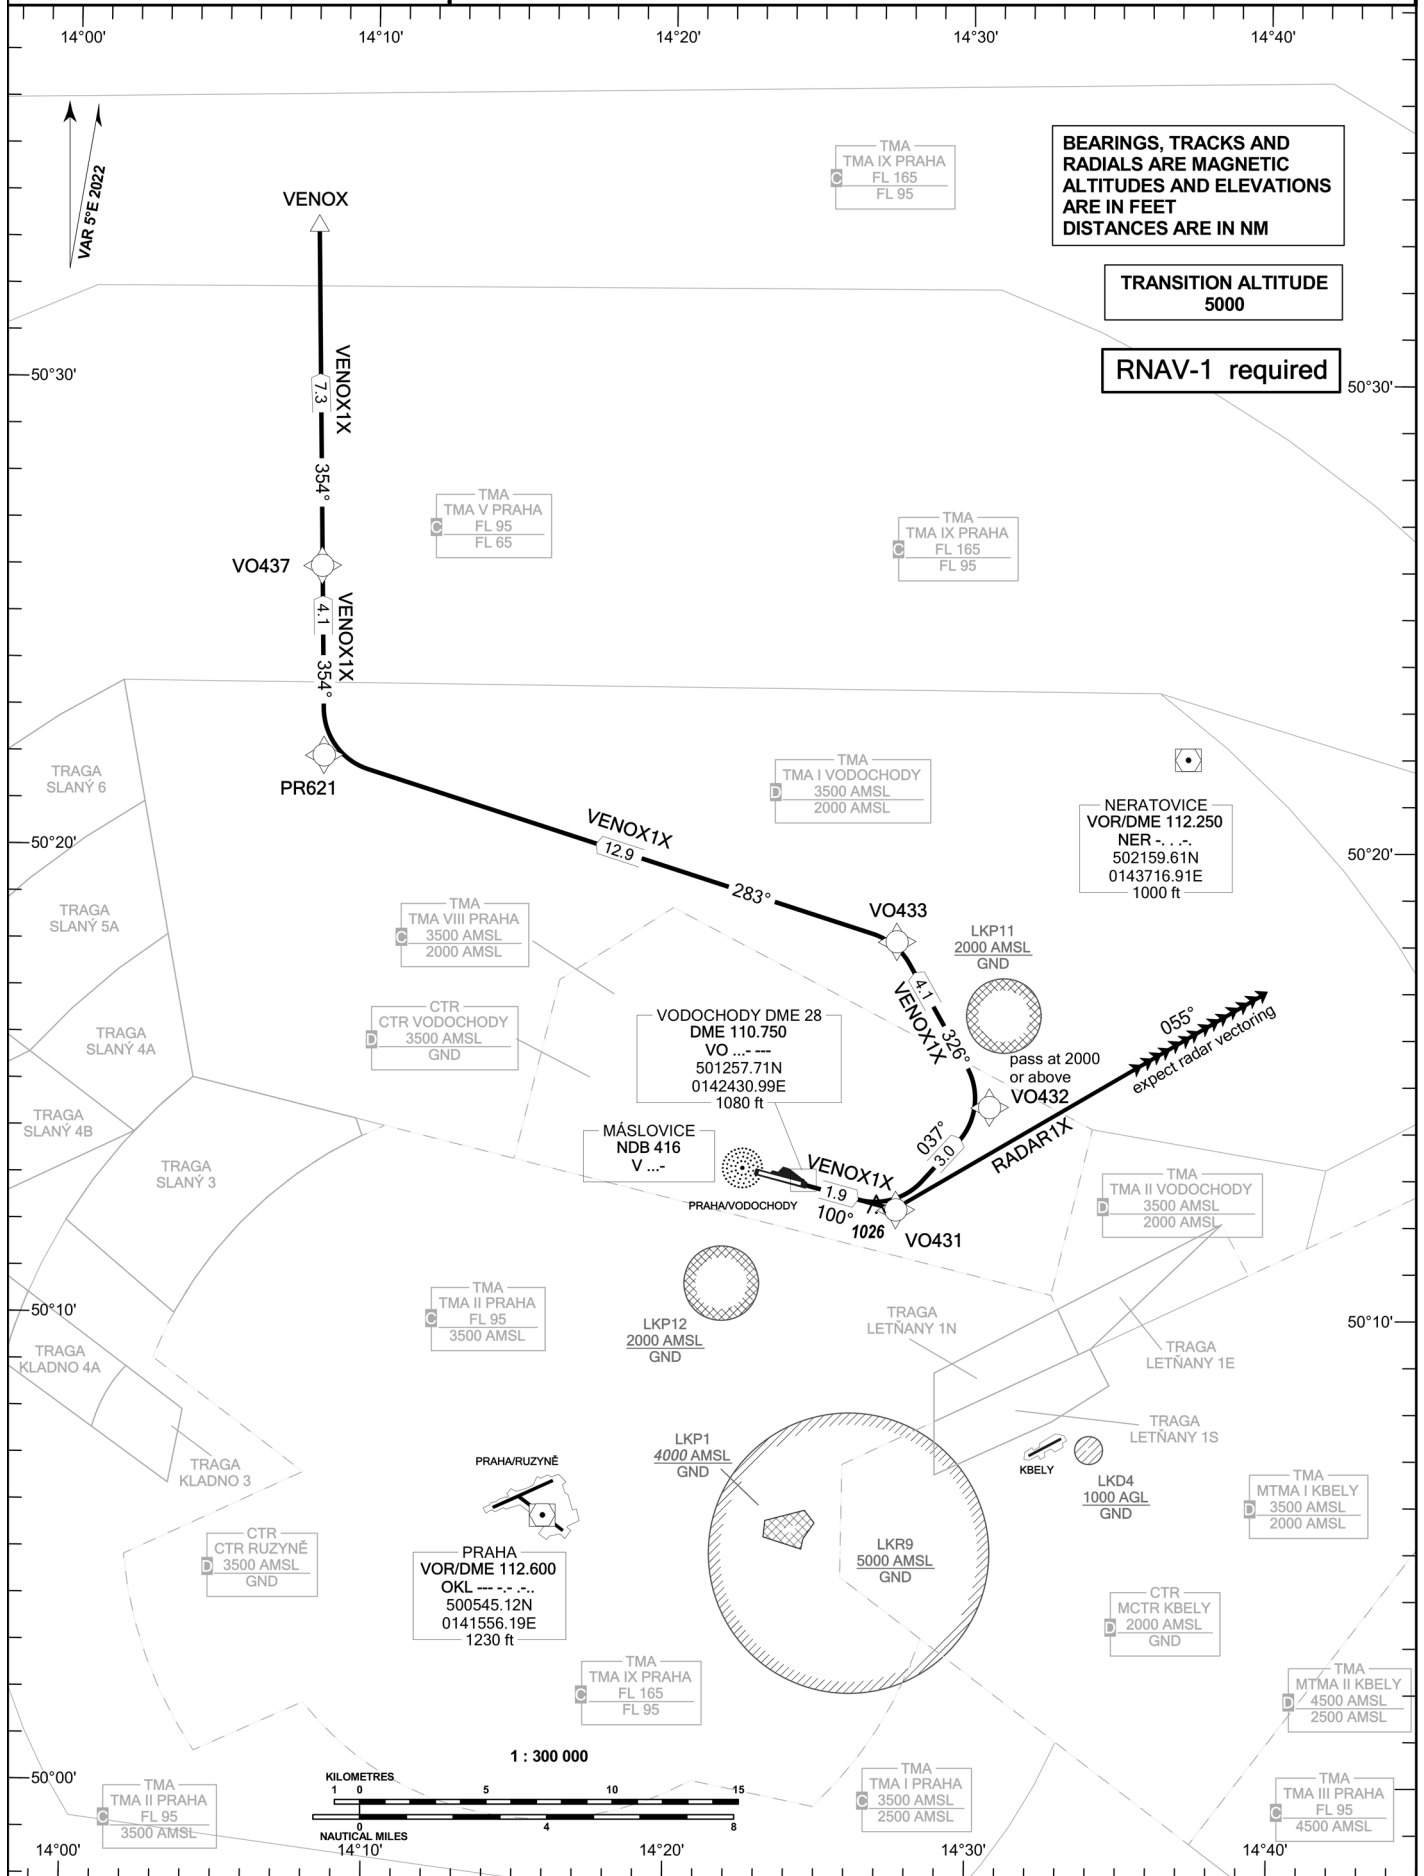 14°00'
14°10'
14°20'
14°30'
14°40'
VAR 5°E 2022
VENOX
TMA
TMA IX PRAHA
C
FL 165
FL 95
BEARINGS, TRACKS AND
RADIALS ARE MAGNETIC
ALTITUDES AND ELEVATIONS
ARE IN FEET
DISTANCES ARE IN NM
TRANSITION ALTITUDE
5000
RNAV-1 required
50°30'
50°30'
VENOX1X
7.3
354°
TMA
TMA V PRAHA
C
FL 95
FL 65
TMA
TMA IX PRAHA
C
FL 165
FL 95
VO437
4.1
VENOX1X
354°
PR621
TRAGA
SLANÝ 6
TMA
TMA I VODOCHODY
D
3500 AMSL
2000 AMSL
NERATOVICE
VOR/DME 112.250
NER -. . .-.
502159.61N
0143716.91E
1000 ft
50°20'
50°20'
VENOX1X
12.9
283°
VO433
TRAGA
SLANÝ 5A
TMA
TMA VIII PRAHA
C
3500 AMSL
2000 AMSL
LKP11
2000 AMSL
GND
4.1
VENOX1X
326°
CTR
CTR VODOCHODY
D
3500 AMSL
GND
VODOCHODY DME 28
DME 110.750
VO ...- ---
501257.71N
0142430.99E
1080 ft
055°
expect radar vectoring
TRAGA
SLANÝ 4A
pass at 2000
or above
VO432
TRAGA
SLANÝ 4B
MÁSLOVICE
NDB 416
V ...-
037°
3.0
RADAR1X
TRAGA
SLANÝ 3
VENOX1X
1.9
100°
1026
PRAHA/VODOCHODY
VO431
TMA
TMA II VODOCHODY
D
3500 AMSL
2000 AMSL
TMA
TMA II PRAHA
C
FL 95
3500 AMSL
50°10'
50°10'
LKP12
2000 AMSL
GND
TRAGA
LETŇANY 1N
TRAGA
LETŇANY 1E
TRAGA
KLADNO 4A
TRAGA
LETŇANY 1S
LKP1
4000 AMSL
GND
TRAGA
KLADNO 3
PRAHA/RUZYNĚ
KBELY
LKD4
1000 AGL
GND
TMA
MTMA I KBELY
D
3500 AMSL
2000 AMSL
CTR
CTR RUZYNĚ
D
3500 AMSL
GND
PRAHA
VOR/DME 112.600
OKL --- -.- .-..
500545.12N
0141556.19E
1230 ft
LKR9
5000 AMSL
GND
CTR
MCTR KBELY
D
2000 AMSL
GND
TMA
TMA IX PRAHA
C
FL 165
FL 95
TMA
MTMA II KBELY
D
4500 AMSL
2500 AMSL
1 : 300 000
KILOMETRES
1 0 5 10 15
0 4 8
NAUTICAL MILES
50°00'
TMA
TMA II PRAHA
C
FL 95
3500 AMSL
TMA
TMA I PRAHA
C
3500 AMSL
2500 AMSL
TMA
TMA III PRAHA
C
FL 95
4500 AMSL
14°00'
14°10'
14°20'
14°30'
14°40'